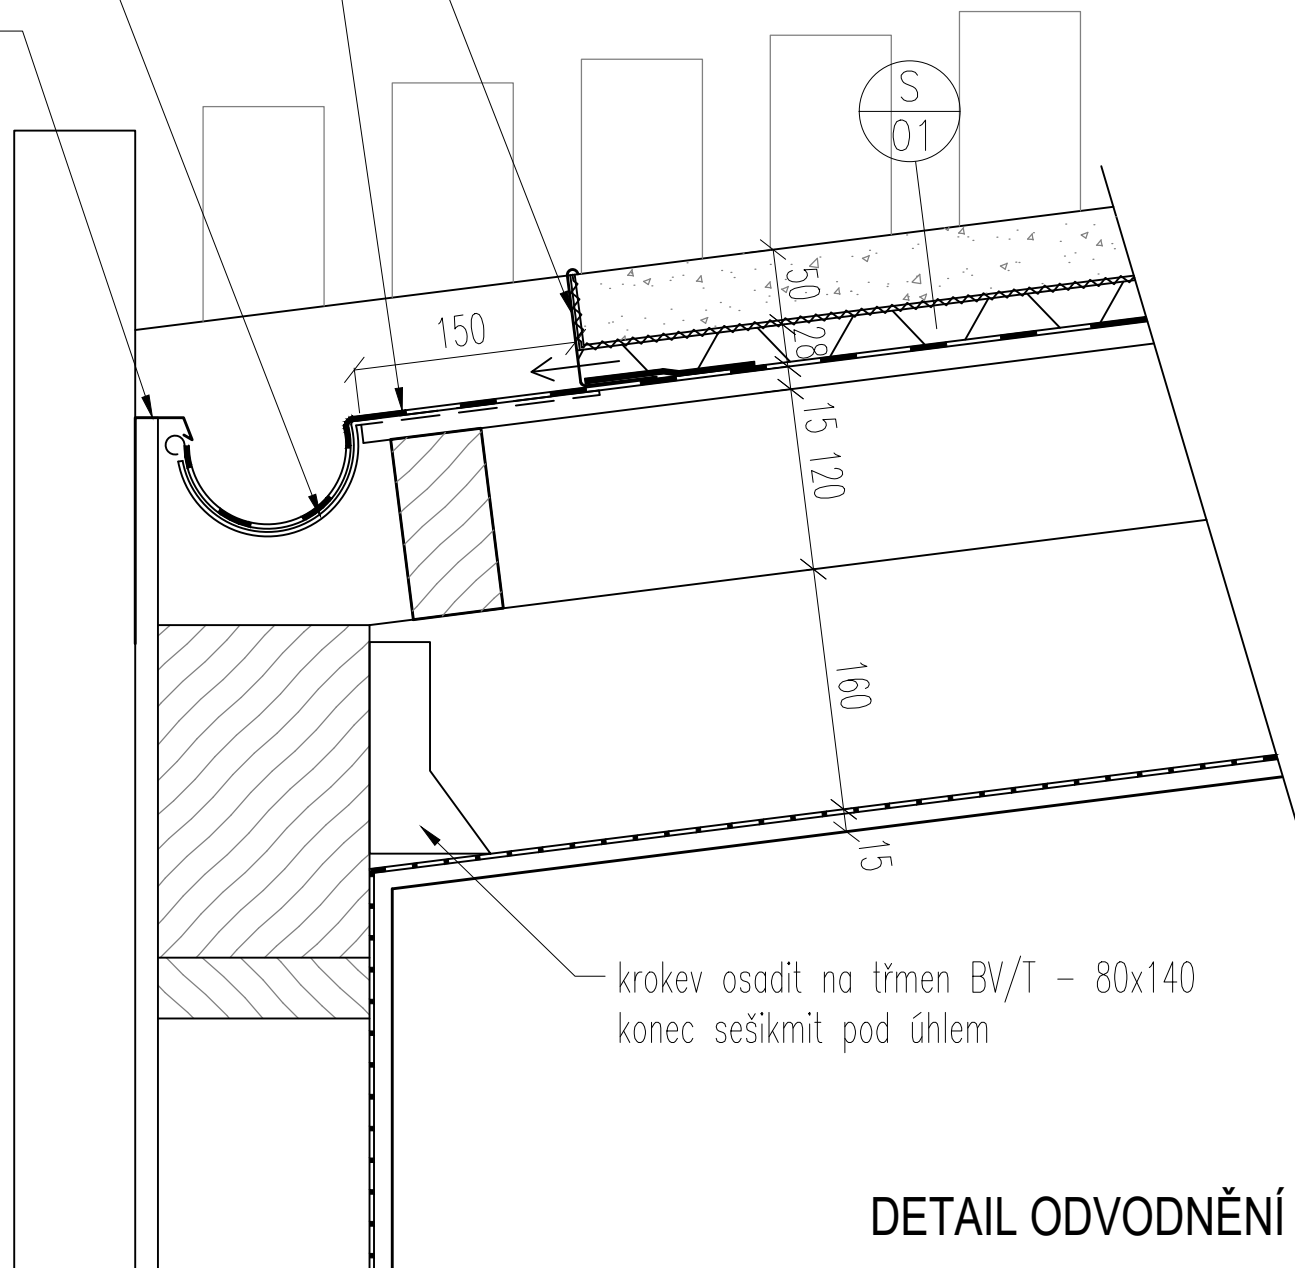 S
01
50
150
28
15
120
160
15
krokev osadit na třmen BV/T - 80x140
konec sešikmit pod úhlem
DETAIL ODVODNĚNÍ